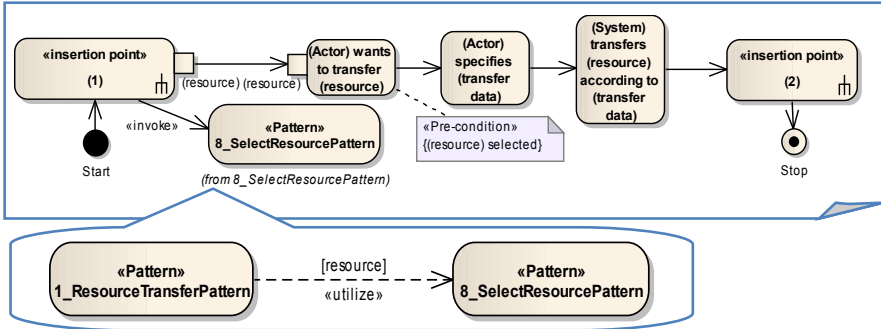 «insertion point»
(1)
(resource)
(resource)
(Actor) wants
to transfer
(resource)
(Actor)
specifies
(transfer
data)
(System)
transfers
(resource)
according to
(transfer
data)
«insertion point»
(2)
«invoke»
Start
«Pattern»
8_SelectResourcePattern
(from 8_SelectResourcePattern)
«Pre-condition»
{(resource) selected}
Stop
«Pattern»
1_ResourceTransferPattern
[resource]
«utilize»
«Pattern»
8_SelectResourcePattern